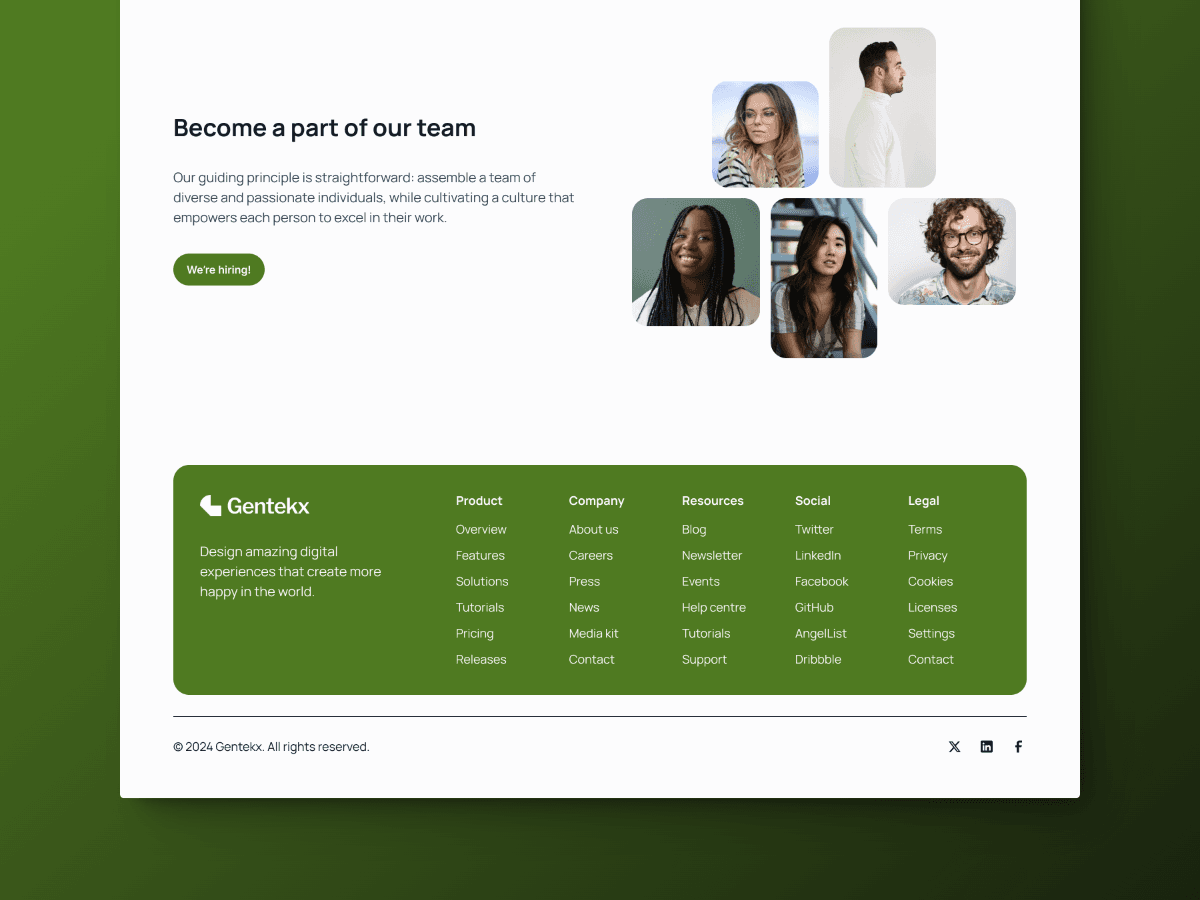 Become a part of our team
Our guiding principle is straightforward: assemble a team of
diverse and passionate individuals, while cultivating a culture that
empowers each person to excel in their work.
We're hiring!
Gentekx
Design amazing digital
experiences that create more
happy in the world.
Product
Overview
Features
Solutions
Tutorials
Pricing
Releases
Company
About us
Careers
Press
News
Media kit
Contact
Resources
Blog
Newsletter
Events
Help centre
Tutorials
Support
Social
Twitter
LinkedIn
Facebook
GitHub
AngelList
Dribbble
Legal
Terms
Privacy
Cookies
Licenses
Settings
Contact
© 2024 Gentekx. All rights reserved.